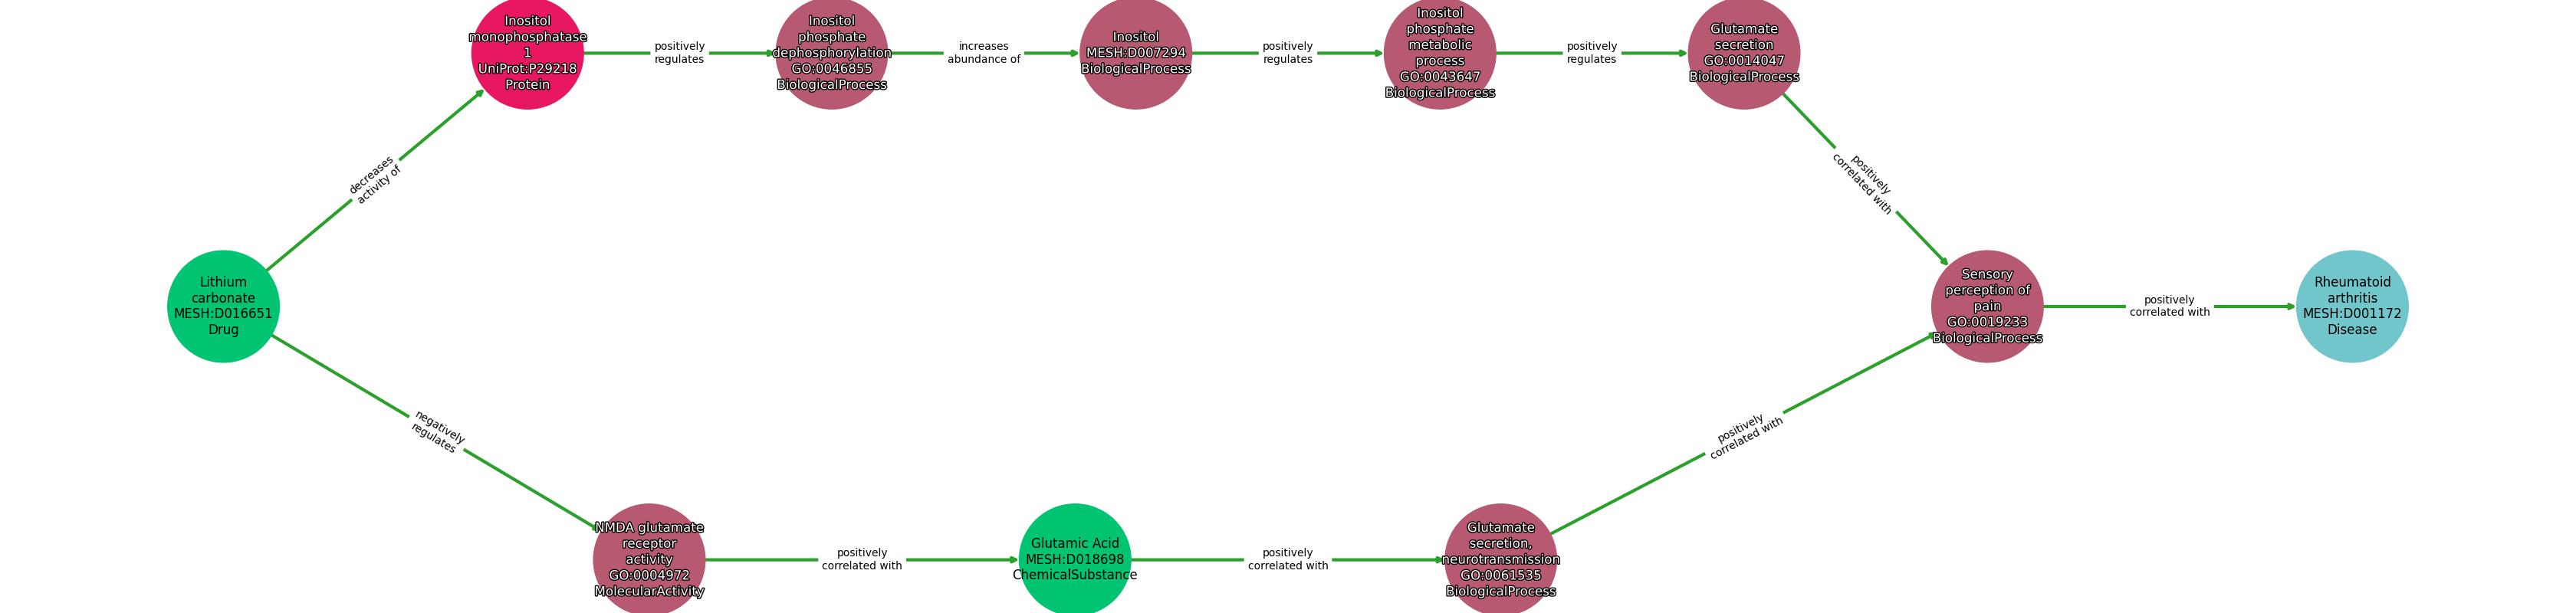 Inositol
monophosphatase
1
UniProt:P29218
Protein
positively
regulates
Inositol
phosphate
dephosphorylation
GO:0046855
BiologicalProcess
increases
abundance of
Inositol
MESH:D007294
BiologicalProcess
positively
regulates
Inositol
phosphate
metabolic
process
GO:0043647
BiologicalProcess
positively
regulates
Glutamate
secretion
GO:0014047
BiologicalProcess
decreases
activity of
positively
correlated with
Lithium
carbonate
MESH:D016651
Drug
Sensory
perception of
pain
GO:0019233
BiologicalProcess
positively
correlated with
Rheumatoid
arthritis
MESH:D001172
Disease
negatively
regulates
positively
correlated with
NMDA glutamate
receptor
activity
GO:0004972
MolecularActivity
positively
correlated with
Glutamic Acid
MESH:D018698
ChemicalSubstance
positively
correlated with
Glutamate
secretion,
neurotransmission
GO:0061535
BiologicalProcess